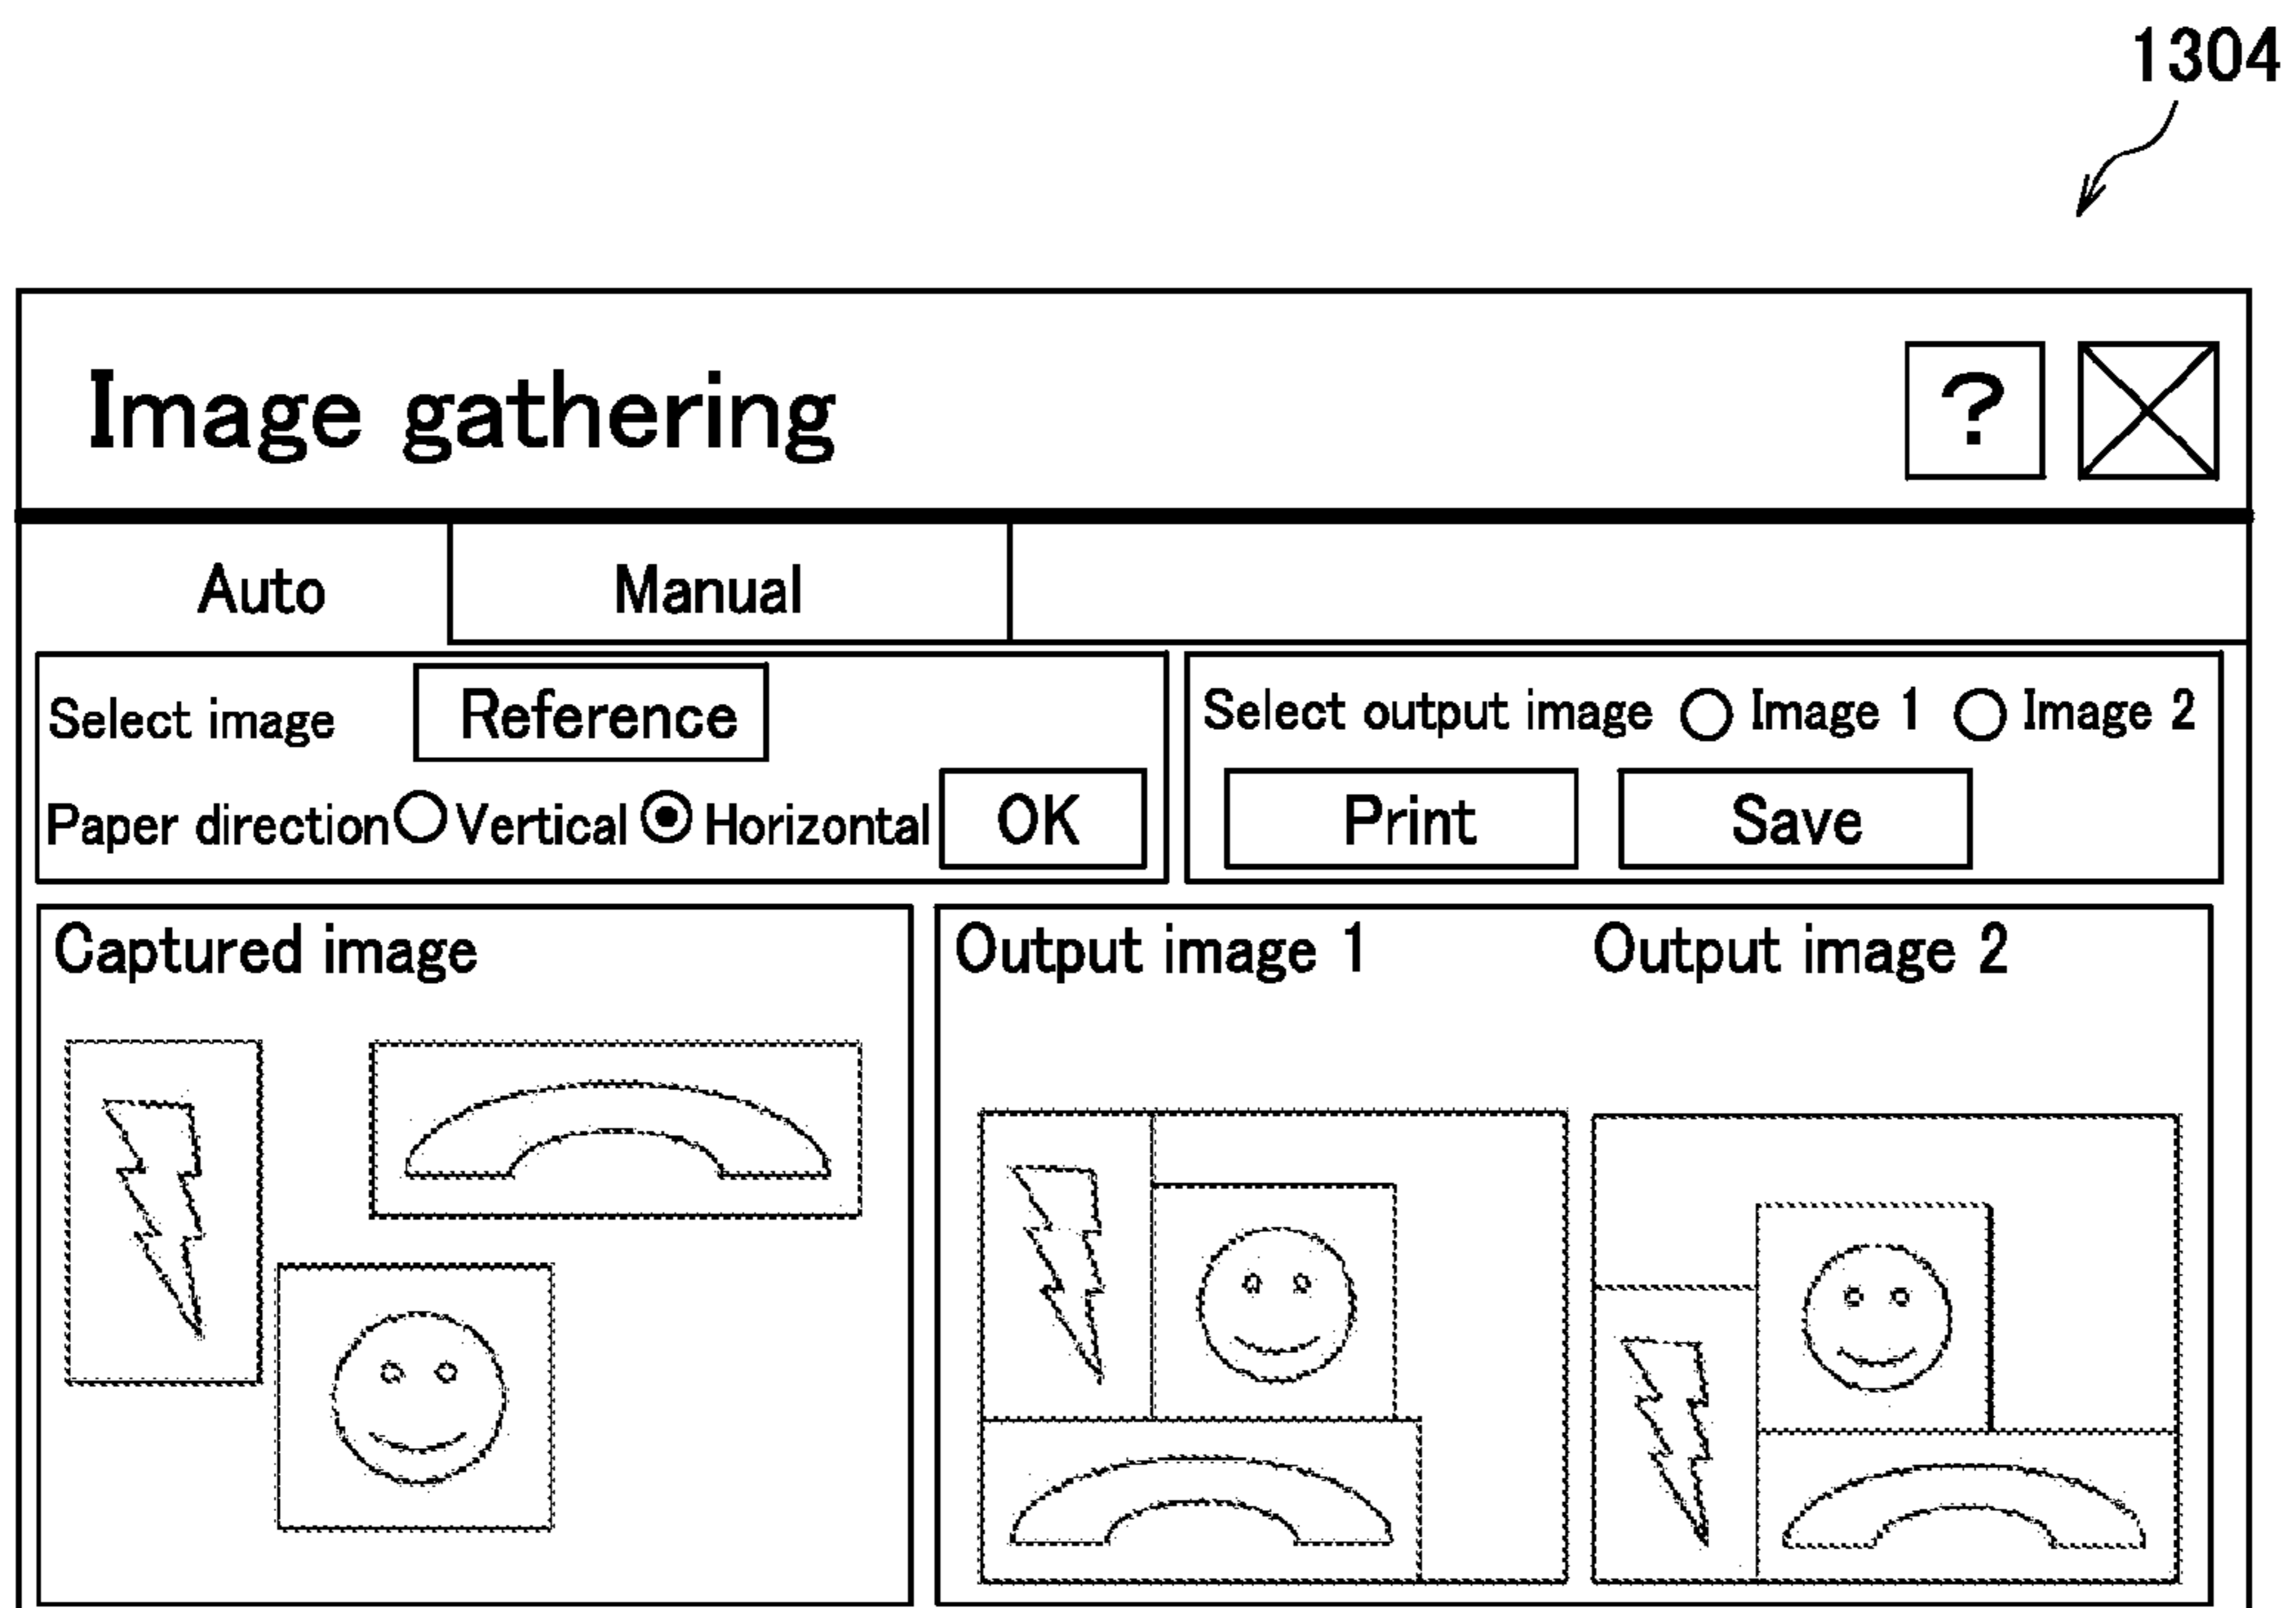 1304
Image gathering
?
Auto Manual
Select image Reference
Paper direction Vertical Horizontal OK
Select output image Image 1 Image 2
Print Save
Captured image
Output image 1 Output image 2